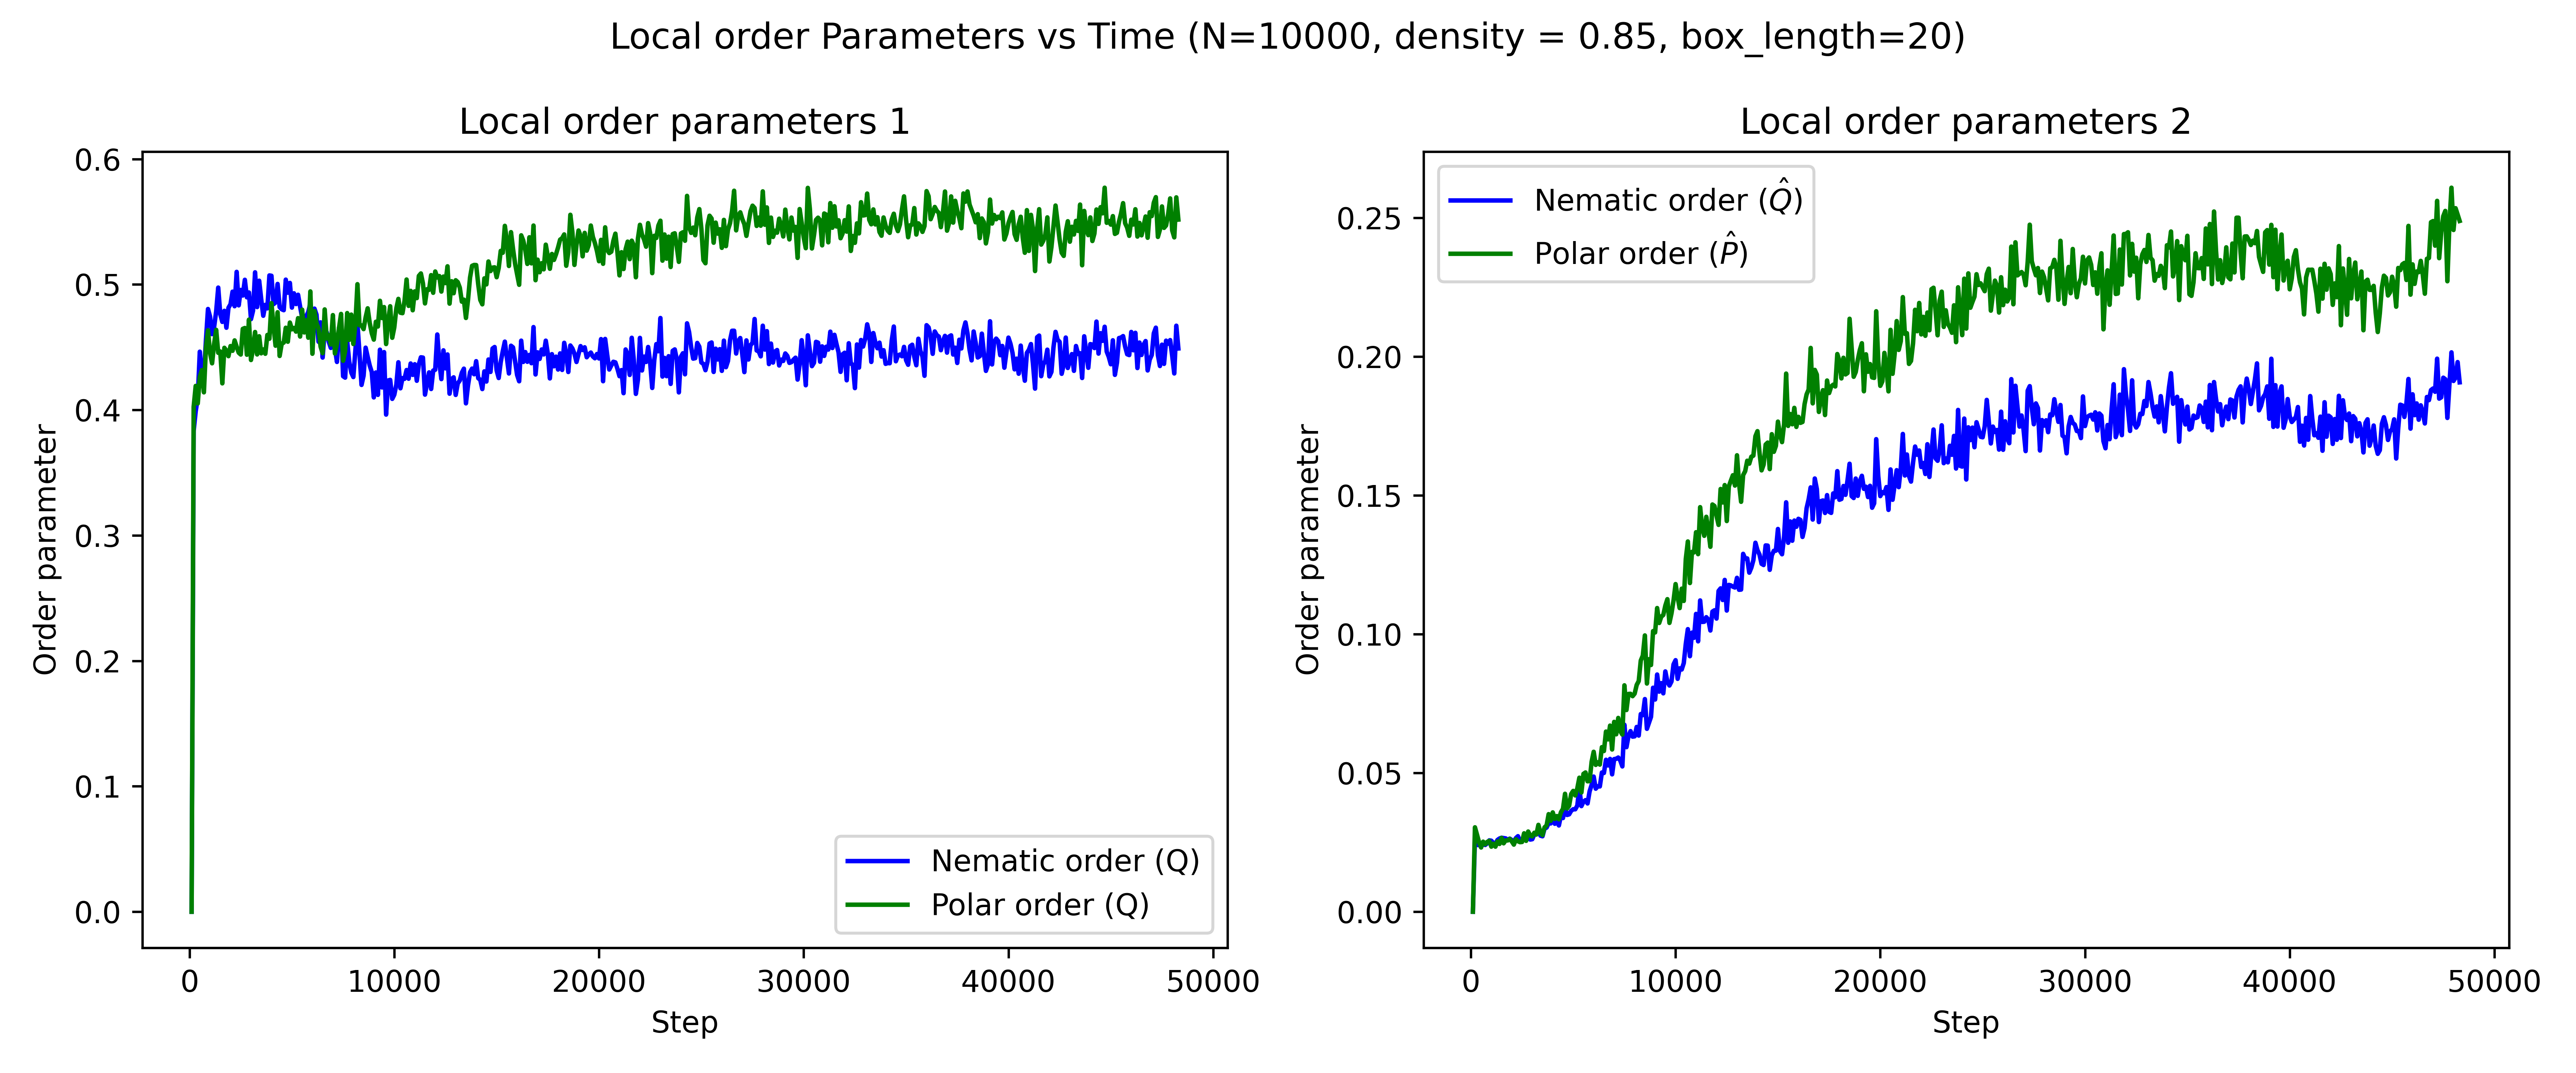 Local order Parameters vs Time (N=10000, density = 0.85, box_length=20)
Local order parameters 1
0.6
0.5
0.4
0.3
0.2
0.1
0.0
Order parameter
Nematic order (Q)
Polar order (Q)
0 10000 20000 30000 40000 50000
Step
Local order parameters 2
Nematic order (Q̂)
Polar order (P̂)
0.25
0.20
0.15
0.10
0.05
0.00
Order parameter
0 10000 20000 30000 40000 50000
Step